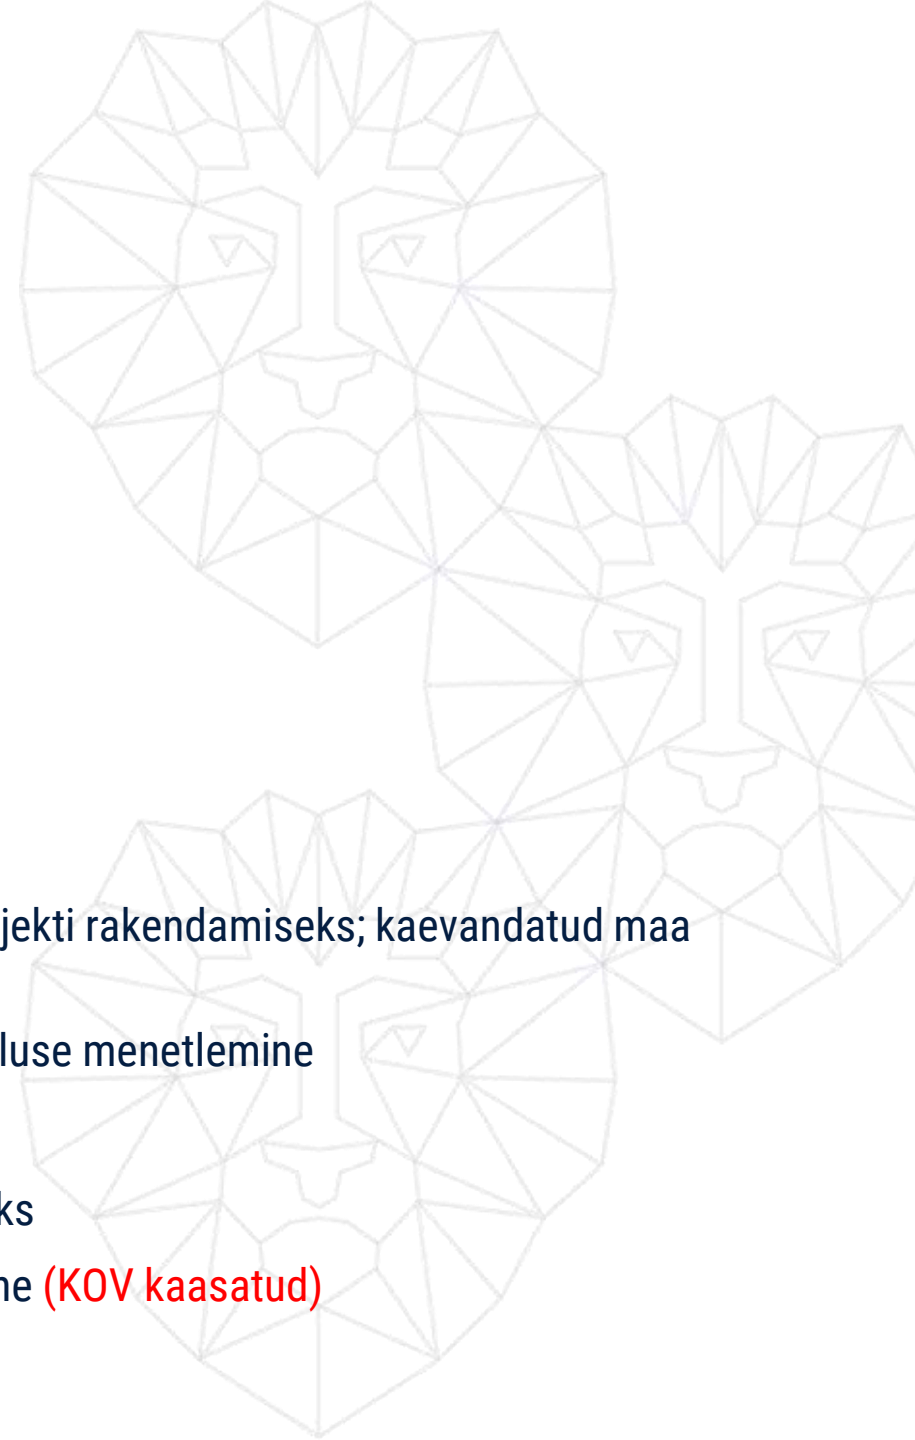 jekti rakendamiseks; kaevandatud maa
luse menetlemine
ks
ne (KOV kaasatud)